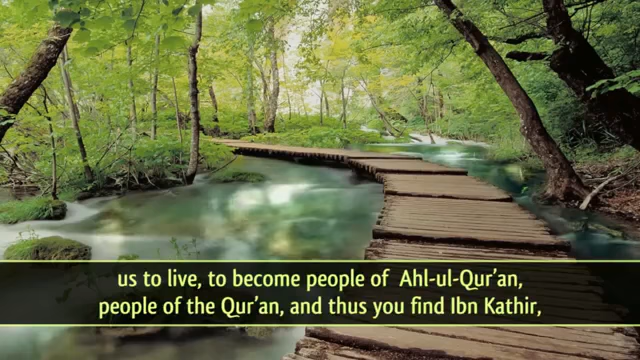 us to live, to become people of Ahl-ul-Qur'an,
people of the Qur'an, and thus you find Ibn Kathir,